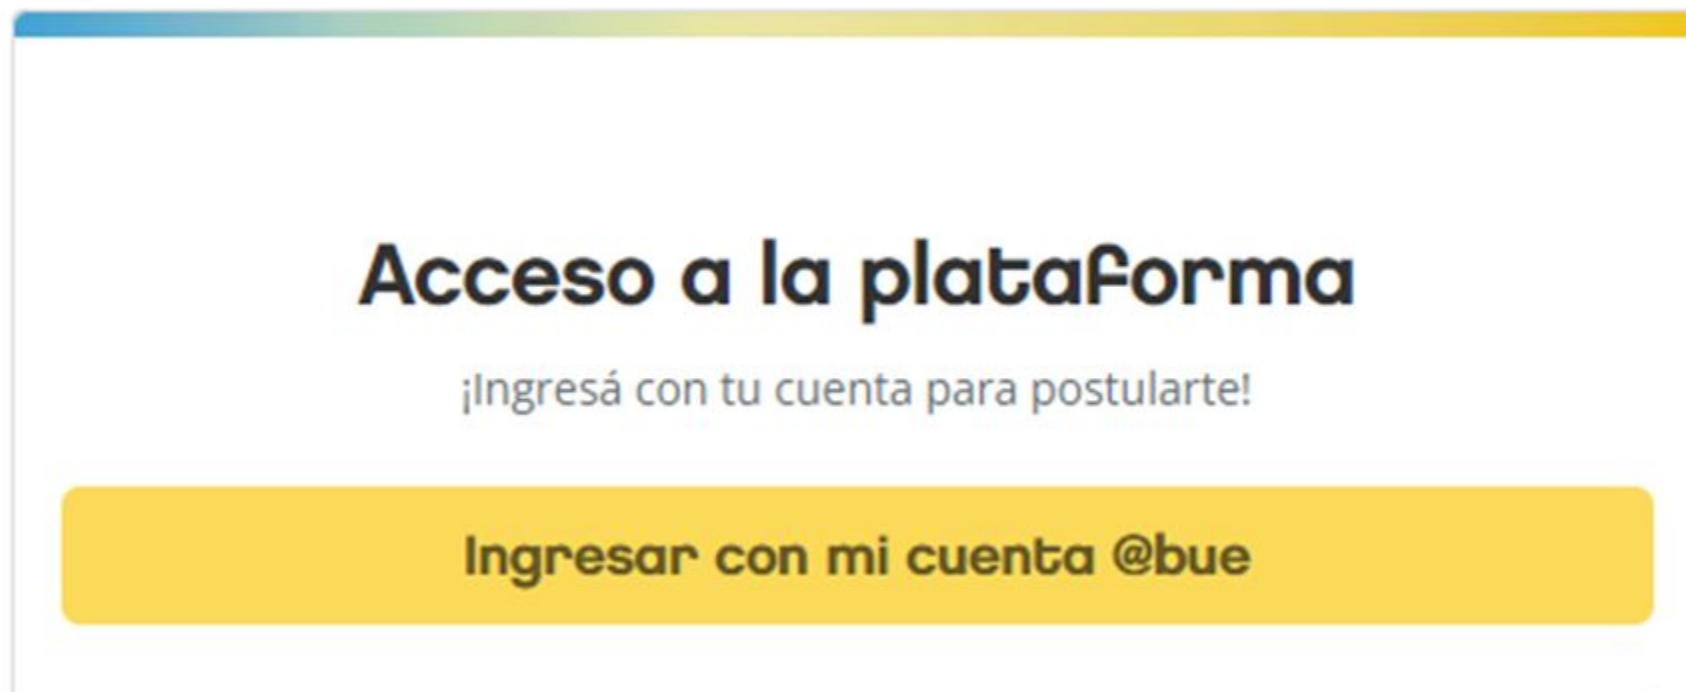 Acceso a la plataforma
¡Ingresá con tu cuenta para postularte!
Ingresar con mi cuenta @bue